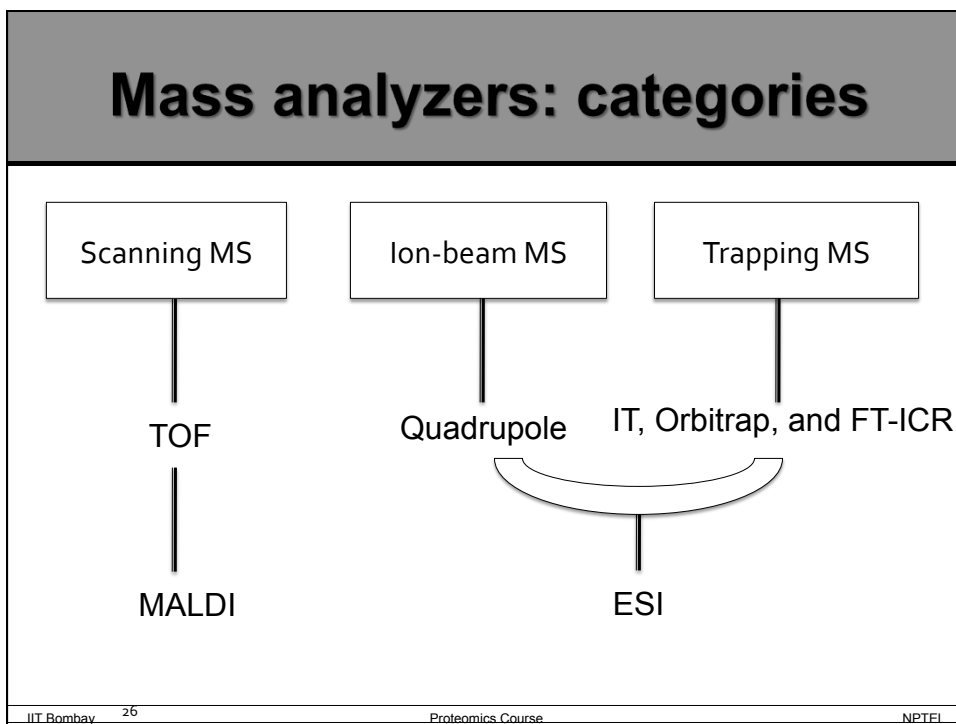 Mass analyzers: categories
Scanning MS
Ion-beam MS
Trapping MS
TOF
Quadrupole
IT, Orbitrap, and FT-ICR
MALDI
ESI
IIT Bombay 26 Proteomics Course NPTEL